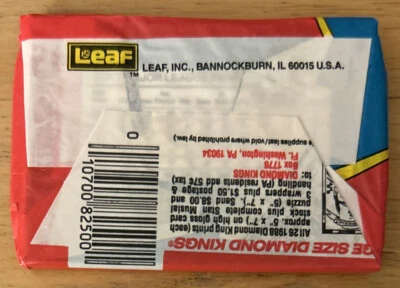 Leaf
™ LEAF, INC., BANNOCKBURN, IL 60015 U.S.A.
GE SIZE DIAMOND KINGS
All 26 1988 Diamond King prints (each
approx. 5" x 7") on high gloss card
stock plus complete Stan Musial
puzzle (5" x 7"). Send $8.00 and
wrappers plus $1.50 postage &
handling (PA residents add 57¢ tax)
to: DIAMOND KINGS
Box 1776
Ft. Washington, PA 19034
supplies last/void where prohibited by law.)
0
10700 82500